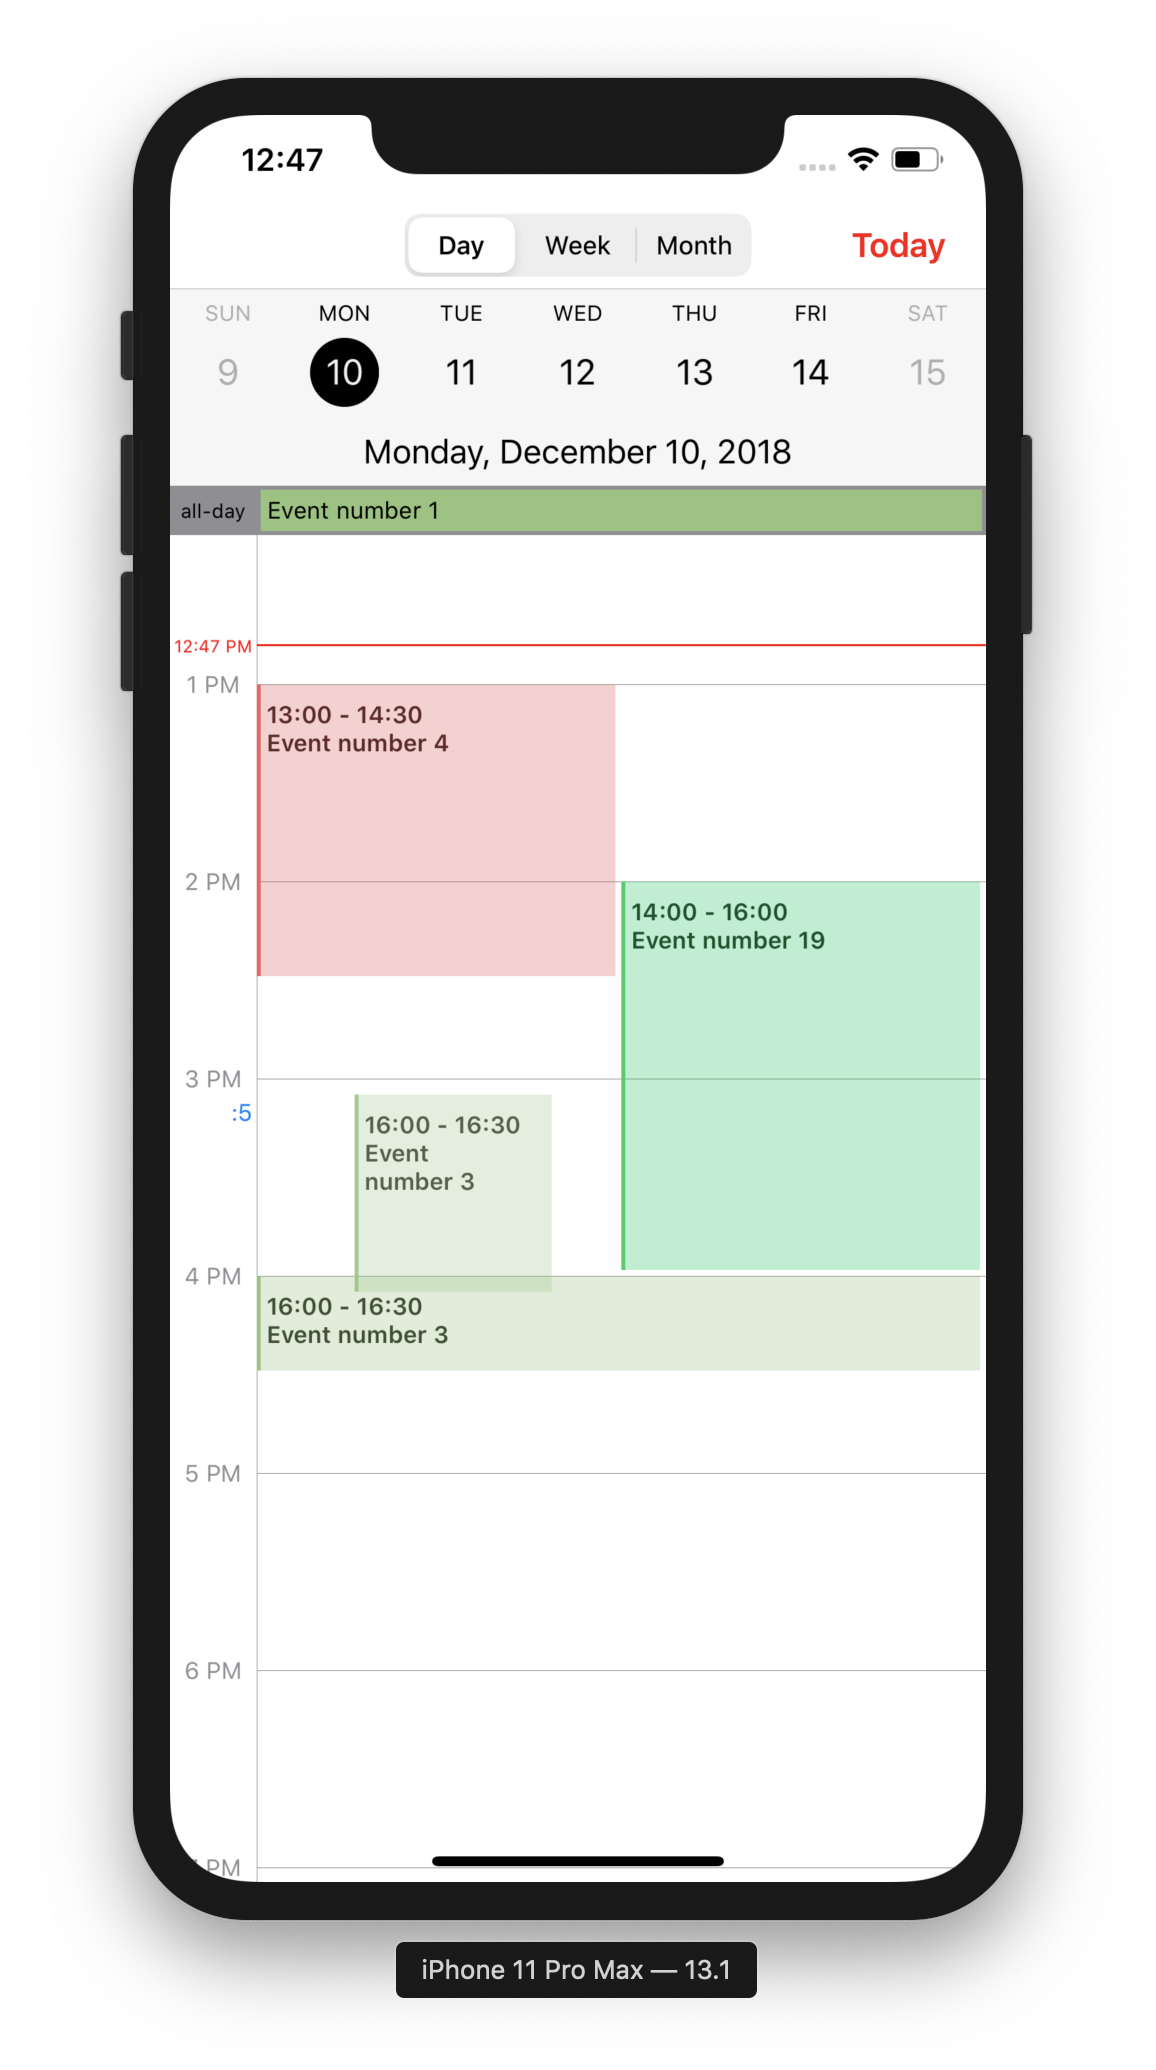 12:47
Day Week Month Today
SUN MON TUE WED THU FRI SAT
9 10 11 12 13 14 15
Monday, December 10, 2018
all-day Event number 1
12:47 PM
1 PM
13:00 - 14:30
Event number 4
2 PM
14:00 - 16:00
Event number 19
3 PM
:5
16:00 - 16:30
Event
number 3
4 PM
16:00 - 16:30
Event number 3
5 PM
6 PM
PM
iPhone 11 Pro Max — 13.1